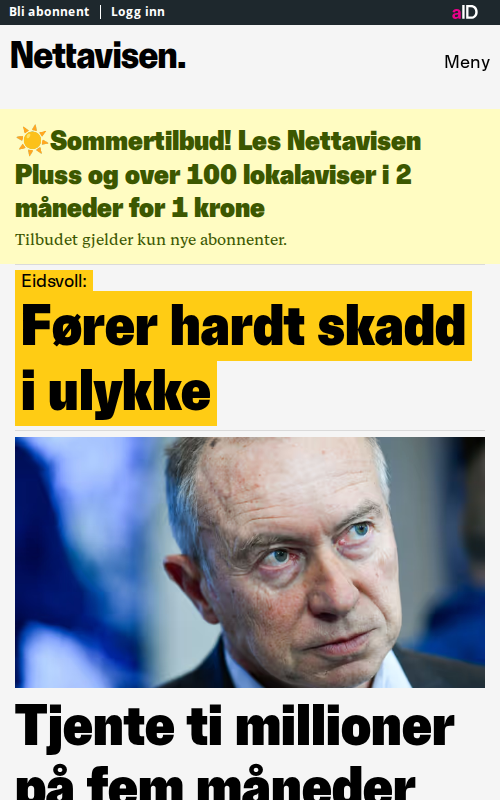 Bli abonnent
Logg inn
aID
Nettavisen.
Meny
☀️Sommertilbud! Les Nettavisen
Pluss og over 100 lokalaviser i 2
måneder for 1 krone
Tilbudet gjelder kun nye abonnenter.
Eidsvoll:
Fører hardt skadd
i ulykke
Tjente ti millioner
på fem måneder